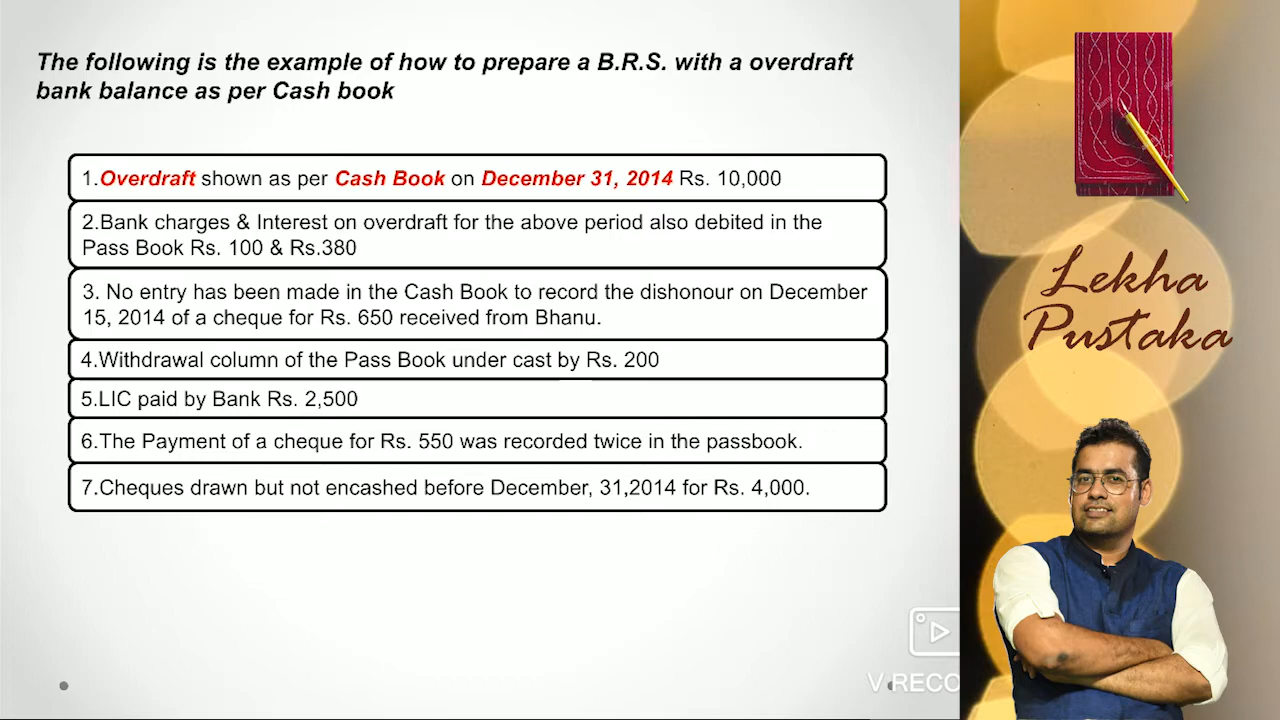 The following is the example of how to prepare a B.R.S. with a overdraft
bank balance as per Cash book
1.Overdraft shown as per Cash Book on December 31, 2014 Rs. 10,000
2.Bank charges & Interest on overdraft for the above period also debited in the
Pass Book Rs. 100 & Rs.380
3. No entry has been made in the Cash Book to record the dishonour on December
15, 2014 of a cheque for Rs. 650 received from Bhanu.
4.Withdrawal column of the Pass Book under cast by Rs. 200
5.LIC paid by Bank Rs. 2,500
6.The Payment of a cheque for Rs. 550 was recorded twice in the passbook.
7.Cheques drawn but not encashed before December, 31,2014 for Rs. 4,000.
Lekha
Pustaka
V RECO